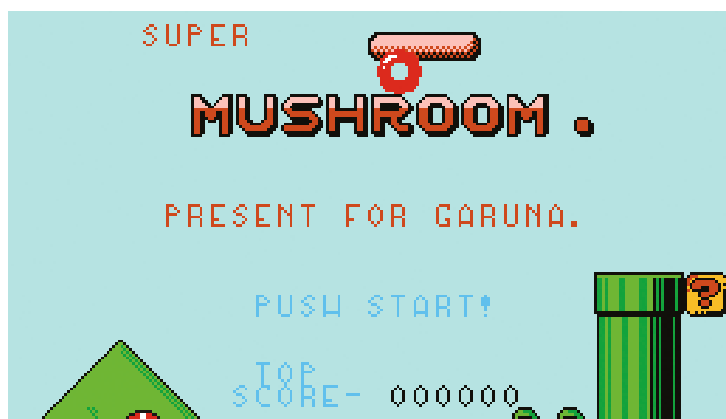 SUPER
MUSHROOM.
PRESENT FOR GARUNA.
PUSH START!
TOP
SCORE- 000000
?